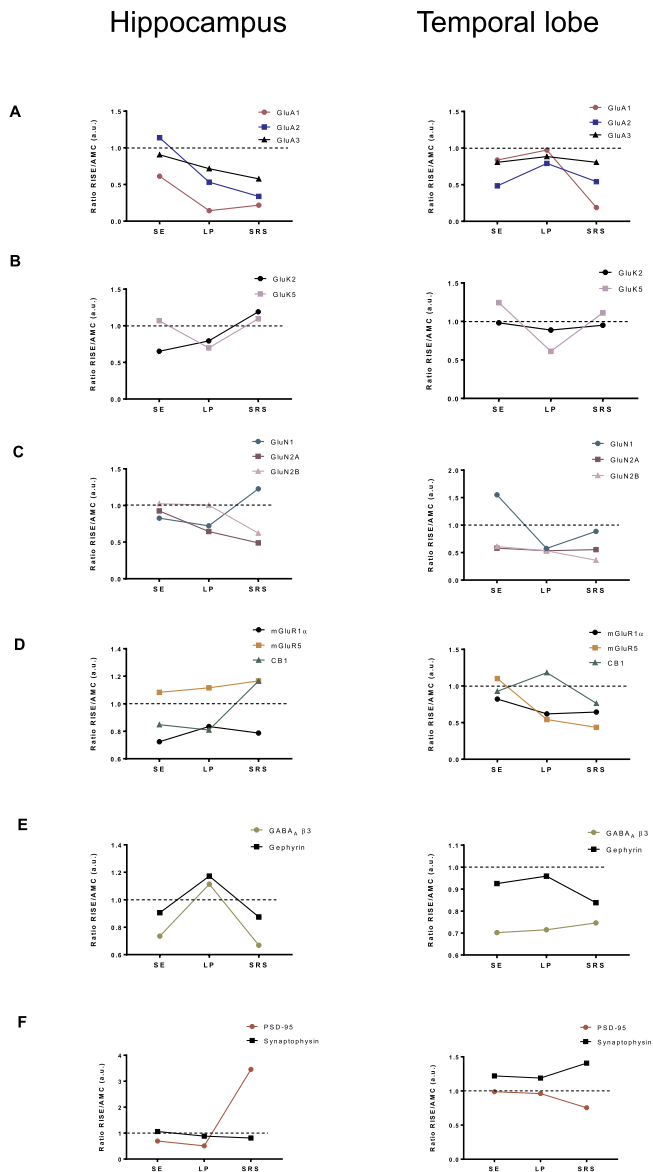 Hippocampus
Temporal lobe
A
GluA1
GluA2
GluA3
Ratio RISE/AMC (a.u.)
1.5
1.0
0.5
0.0
SE LP SRS
GluA1
GluA2
GluA3
Ratio RISE/AMC (a.u.)
1.5
1.0
0.5
0.0
SE LP SRS
B
GluK2
GluK5
Ratio RISE/AMC (a.u.)
1.5
1.0
0.5
0.0
SE LP SRS
GluK2
GluK5
Ratio RISE/AMC (a.u.)
1.5
1.0
0.5
0.0
SE LP SRS
C
GluN1
GluN2A
GluN2B
Ratio RISE/AMC (a.u.)
1.5
1.0
0.5
0.0
SE LP SRS
GluN1
GluN2A
GluN2B
Ratio RISE/AMC (a.u.)
2.0
1.5
1.0
0.5
0.0
SE LP SRS
D
mGluR1α
mGluR5
CB1
Ratio RISE/AMC (a.u.)
1.4
1.2
1.0
0.8
0.6
SE LP SRS
mGluR1α
mGluR5
CB1
Ratio RISE/AMC (a.u.)
1.5
1.0
0.5
0.0
SE LP SRS
E
GABAA β3
Gephyrin
Ratio RISE/AMC (a.u.)
1.4
1.2
1.0
0.8
0.6
SE LP SRS
GABAA β3
Gephyrin
Ratio RISE/AMC (a.u.)
1.1
1.0
0.9
0.8
0.7
0.6
SE LP SRS
F
PSD-95
Synaptophysin
Ratio RISE/AMC (a.u.)
4
3
2
1
0
SE LP SRS
PSD-95
Synaptophysin
Ratio RISE/AMC (a.u.)
1.5
1.0
0.5
0.0
SE LP SRS